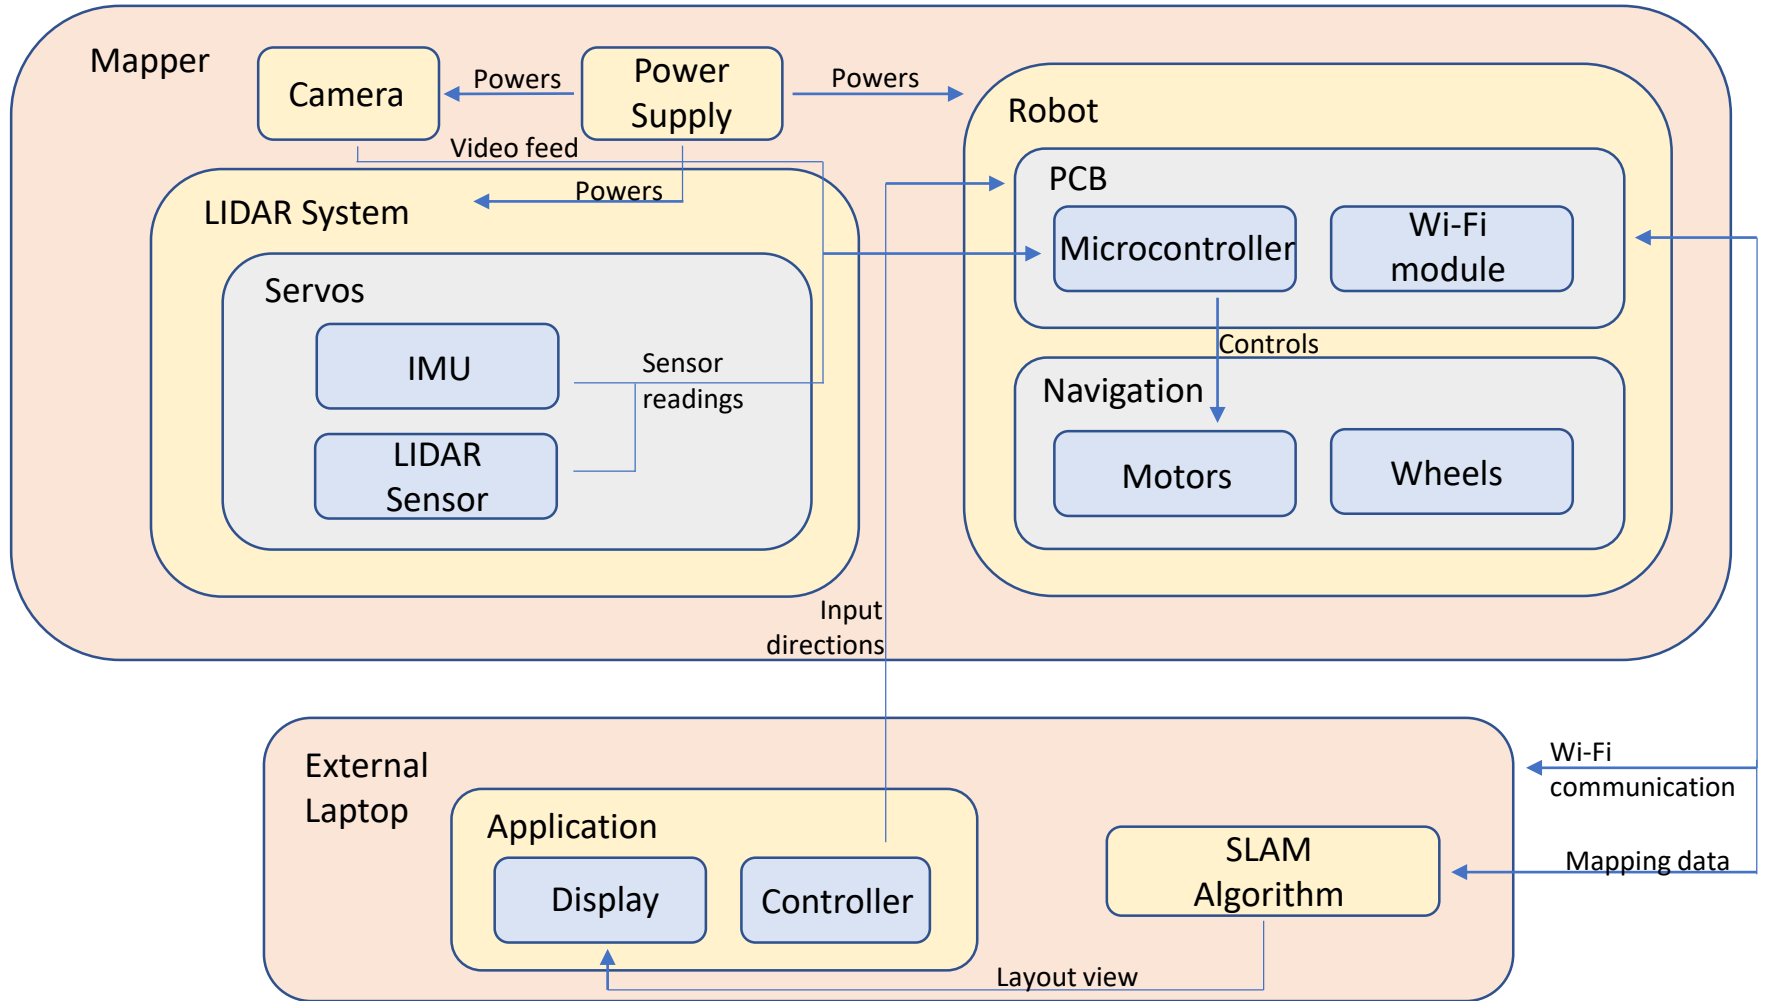 Mapper
Camera
Powers
Power
Supply
Powers
Robot
Video feed
PCB
LIDAR System
Powers
Microcontroller
Wi-Fi
module
Servos
IMU
Sensor
readings
Controls
Navigation
LIDAR
Sensor
Motors
Wheels
Input
directions
External
Laptop
Wi-Fi
communication
Application
Display
Controller
SLAM
Algorithm
Mapping data
Layout view